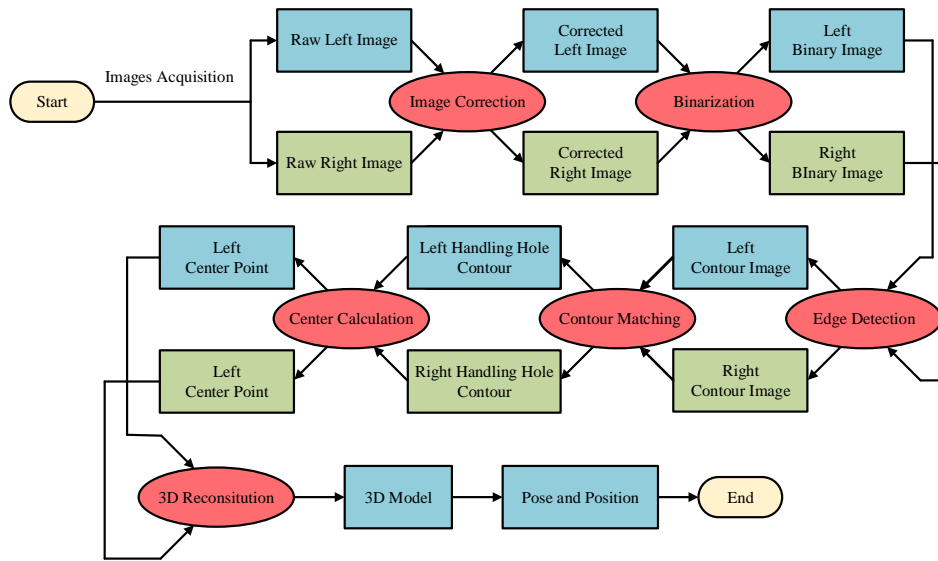 Start
Images Acquisition
Raw Left Image
Raw Right Image
Image Correction
Corrected
Left Image
Corrected
Right Image
Binarization
Left
Binary Image
Right
BInary Image
Edge Detection
Left
Contour Image
Right
Contour Image
Contour Matching
Left Handling Hole
Contour
Right Handling Hole
Contour
Center Calculation
Left
Center Point
Left
Center Point
3D Reconsitution
3D Model
Pose and Position
End